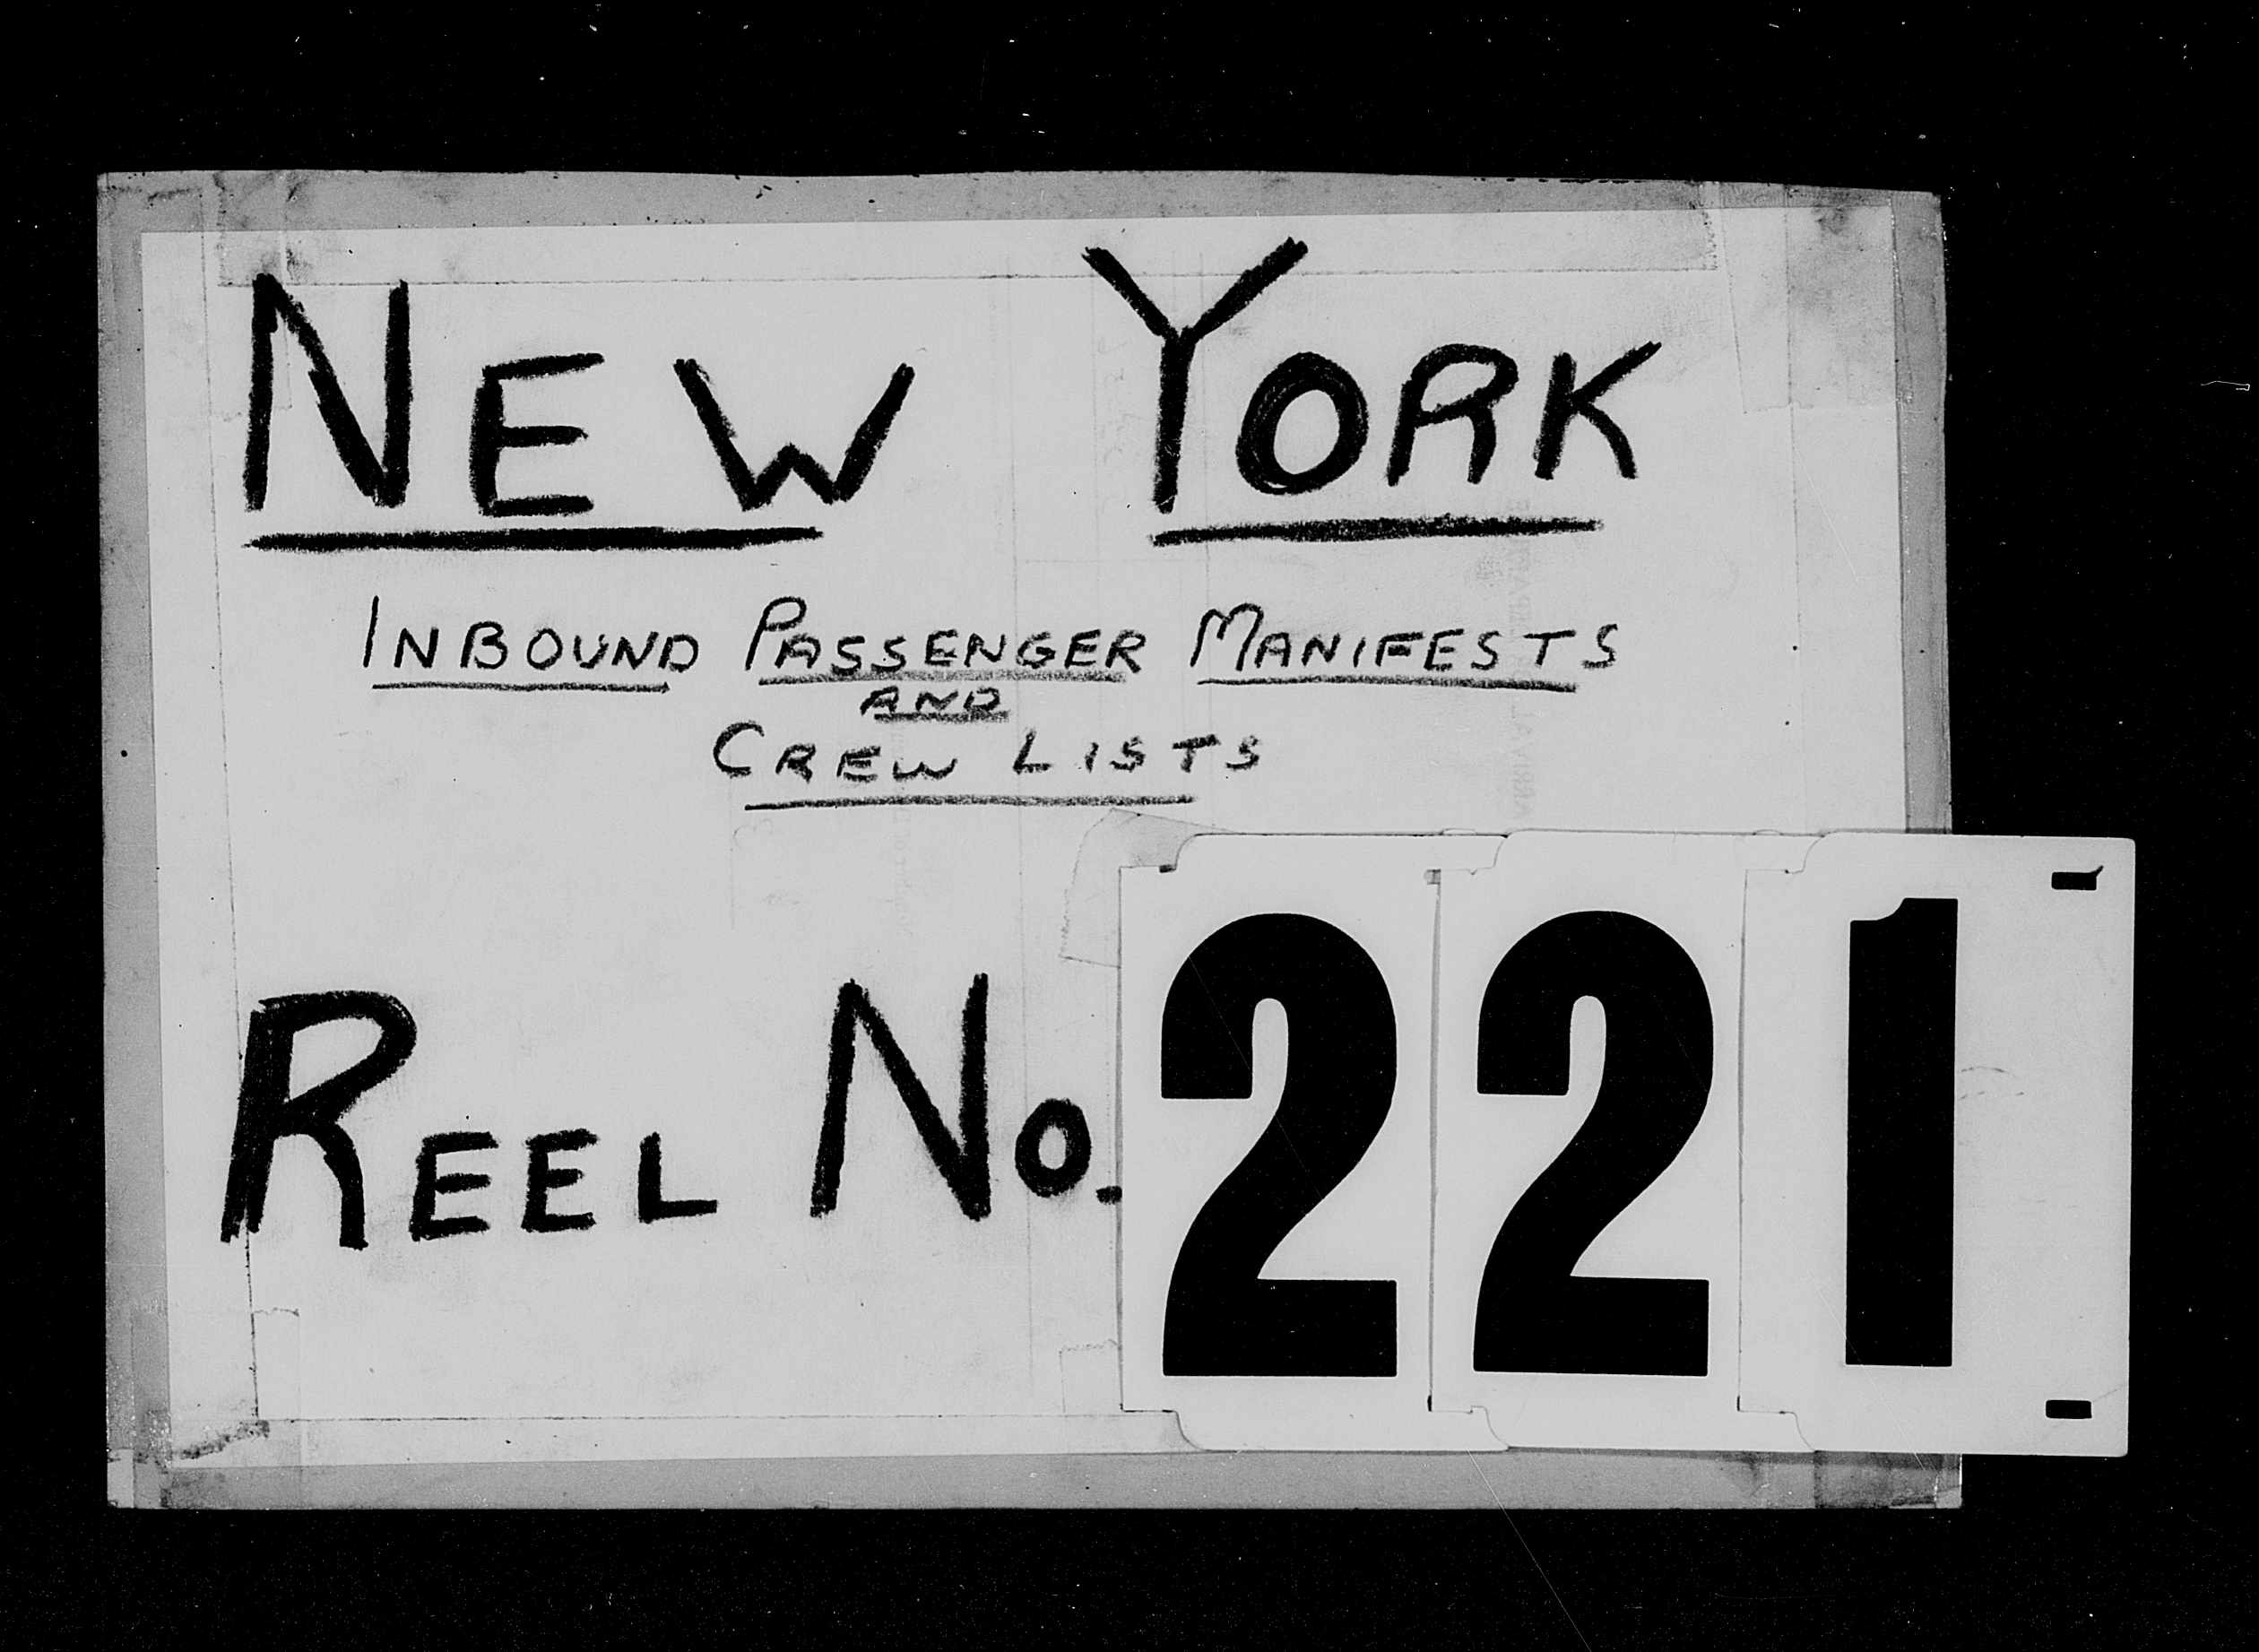 NEW YORK
INBOUND PASSENGER MANIFESTS
AND
CREW LISTS
REEL NO. 221